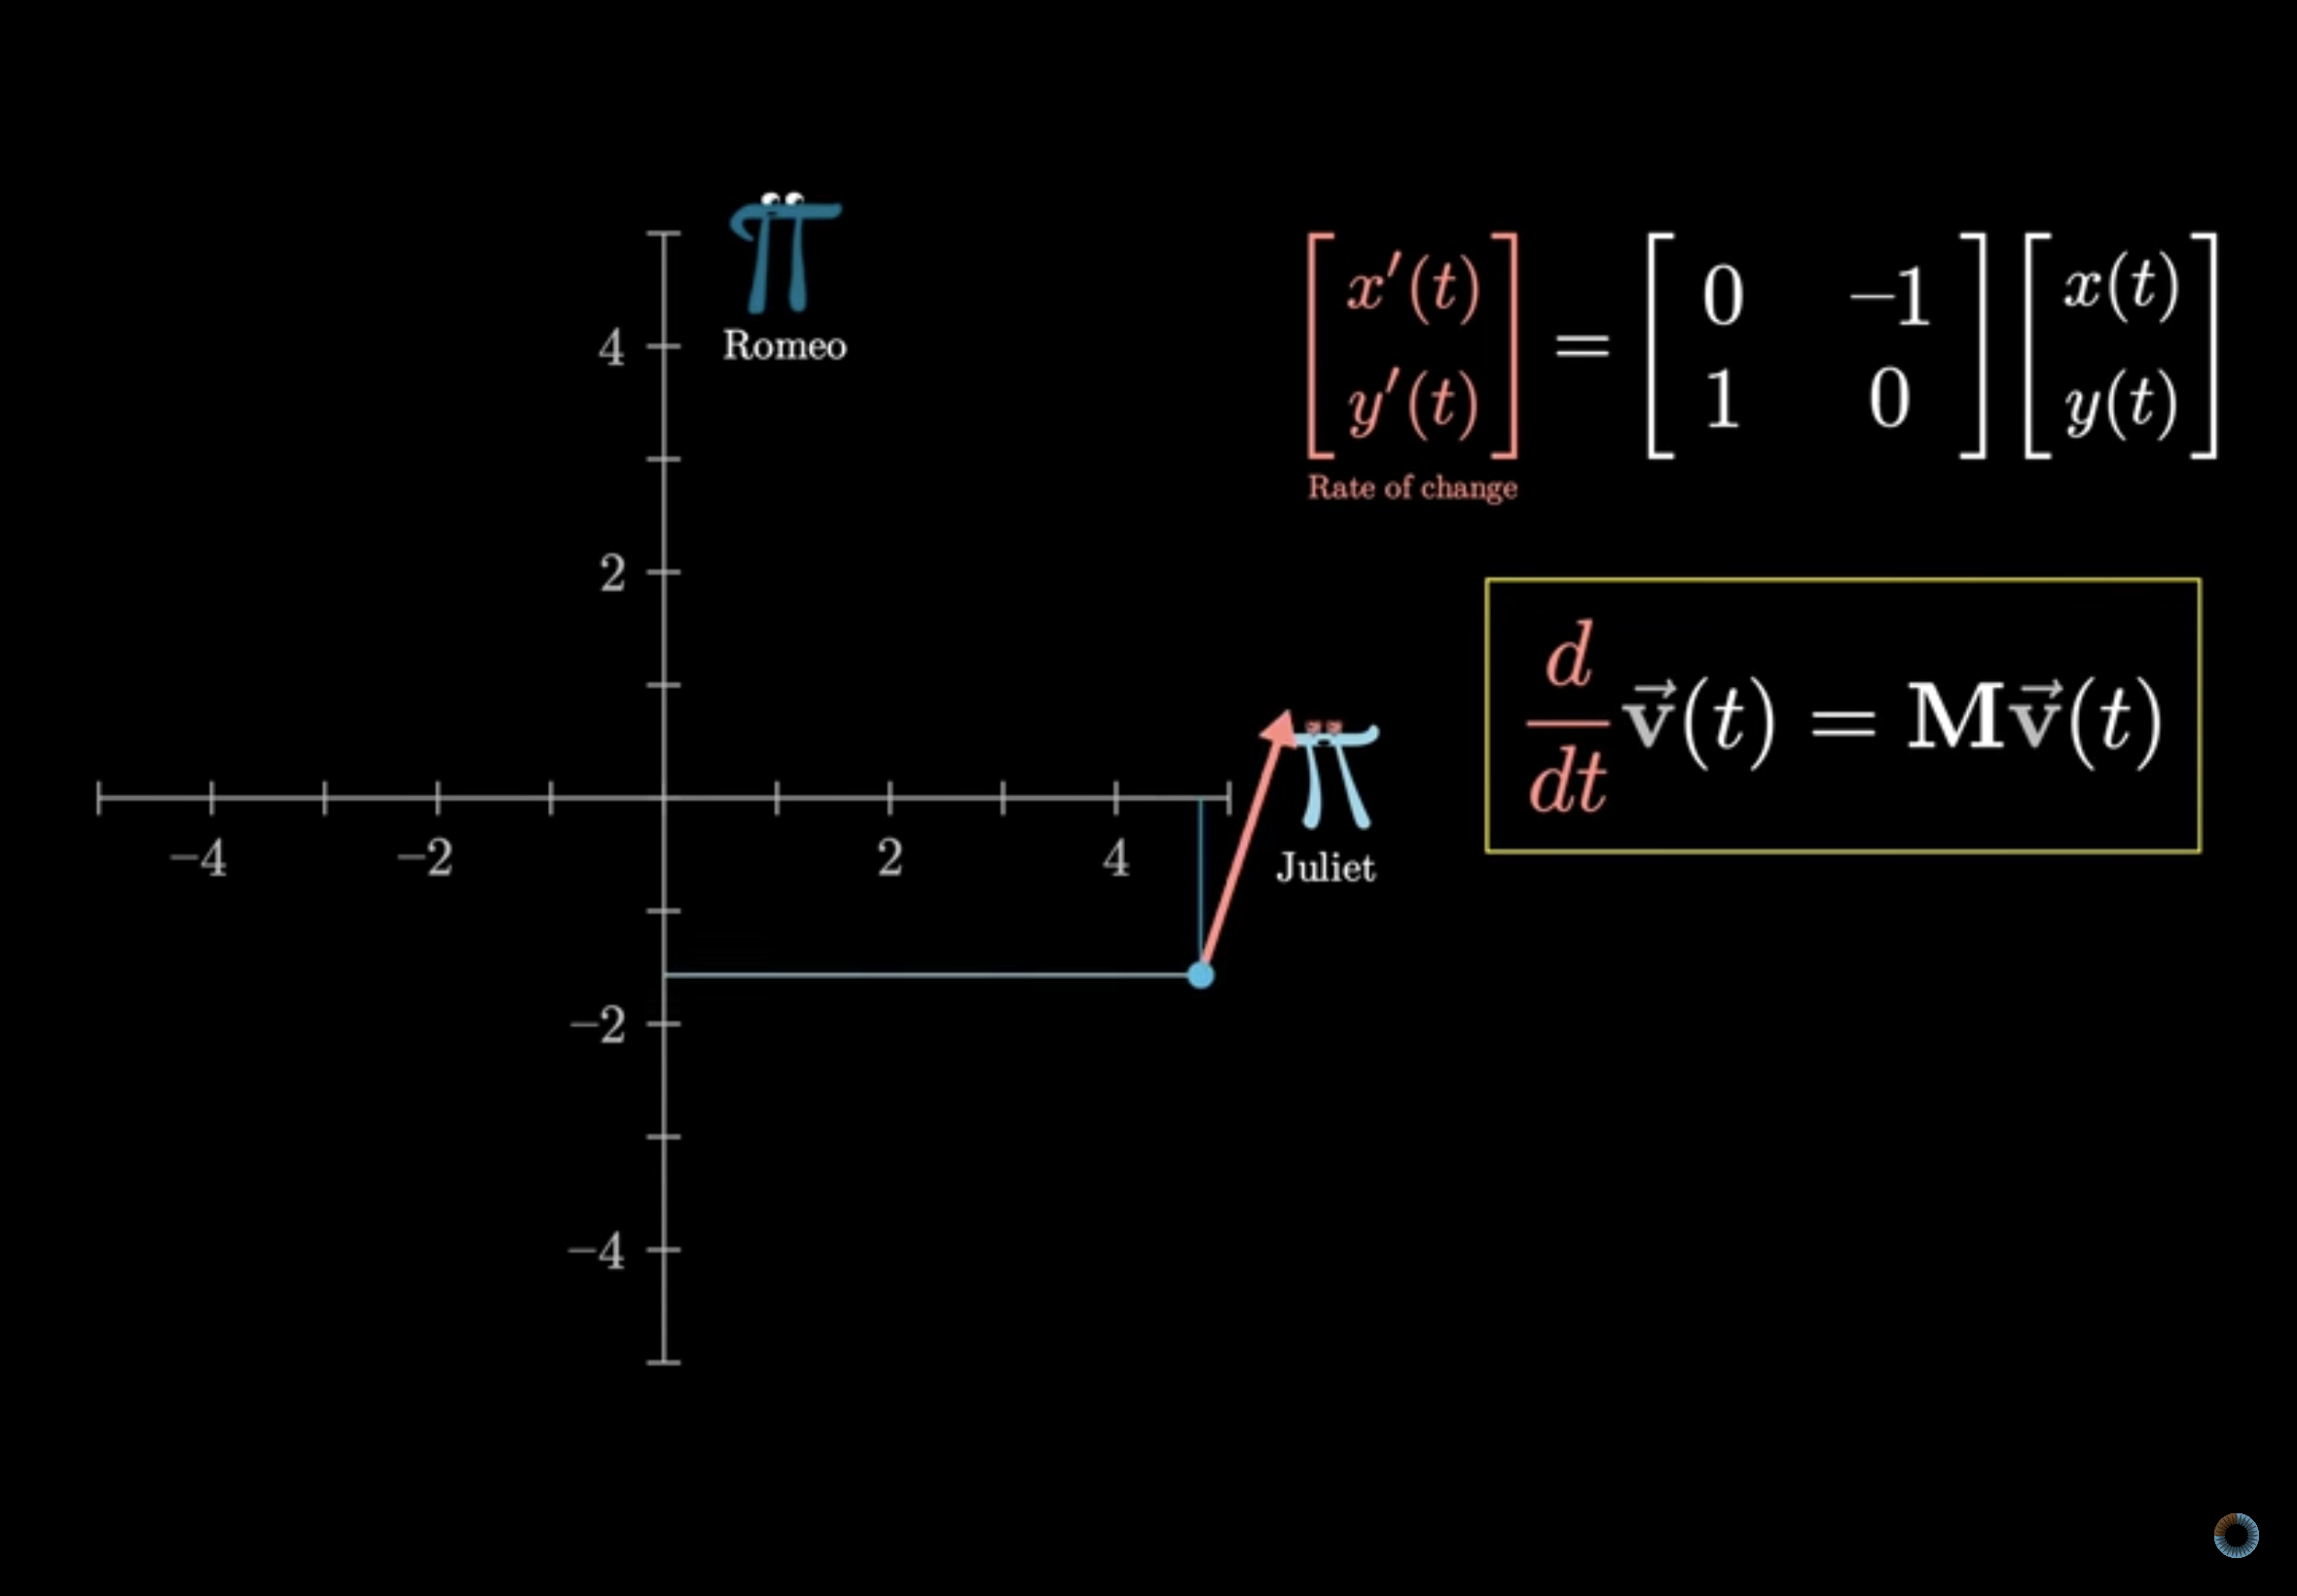 Romeo
4
2
-4 -2 2 4
-2
-4
Juliet
[x′(t) y′(t)] = [0 −1 1 0] [x(t) y(t)]
Rate of change
d/dt v⃗(t) = Mv⃗(t)